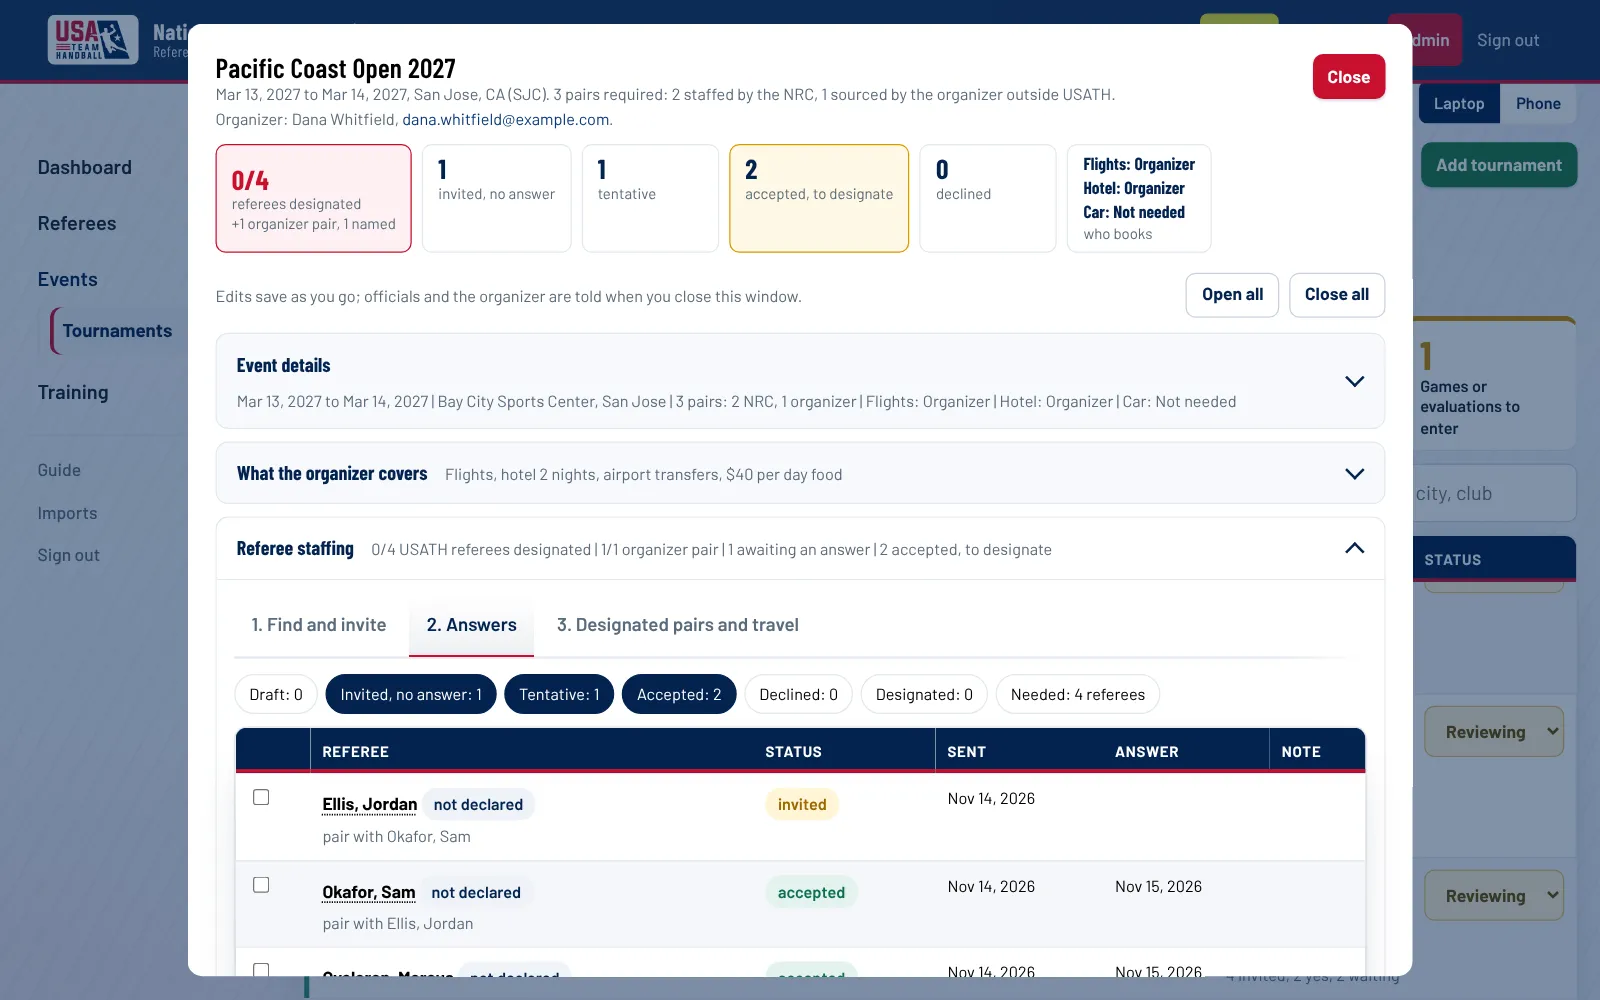 USA
TEAM
HANDBALL
Sign out
Laptop
Phone
Add tournament
Dashboard
Referees
Events
Tournaments
Training
Guide
Imports
Sign out
Pacific Coast Open 2027
Close
Mar 13, 2027 to Mar 14, 2027, San Jose, CA (SJC). 3 pairs required: 2 staffed by the NRC, 1 sourced by the organizer outside USATH.
Organizer: Dana Whitfield, dana.whitfield@example.com.
0/4
referees designated
+1 organizer pair, 1 named
1
invited, no answer
1
tentative
2
accepted, to designate
0
declined
Flights: Organizer
Hotel: Organizer
Car: Not needed
who books
Edits save as you go; officials and the organizer are told when you close this window.
Open all
Close all
Event details
Mar 13, 2027 to Mar 14, 2027 | Bay City Sports Center, San Jose | 3 pairs: 2 NRC, 1 organizer | Flights: Organizer | Hotel: Organizer | Car: Not needed
What the organizer covers Flights, hotel 2 nights, airport transfers, $40 per day food
Referee staffing 0/4 USATH referees designated | 1/1 organizer pair | 1 awaiting an answer | 2 accepted, to designate
1. Find and invite
2. Answers
3. Designated pairs and travel
Draft: 0
Invited, no answer: 1
Tentative: 1
Accepted: 2
Declined: 0
Designated: 0
Needed: 4 referees
REFEREE STATUS SENT ANSWER NOTE
Ellis, Jordan not declared invited Nov 14, 2026
pair with Okafor, Sam
Okafor, Sam not declared accepted Nov 14, 2026 Nov 15, 2026
pair with Ellis, Jordan
not declared accepted Nov 14, 2026 Nov 15, 2026
1
Games or
evaluations to
enter
city, club
STATUS
Reviewing
Reviewing